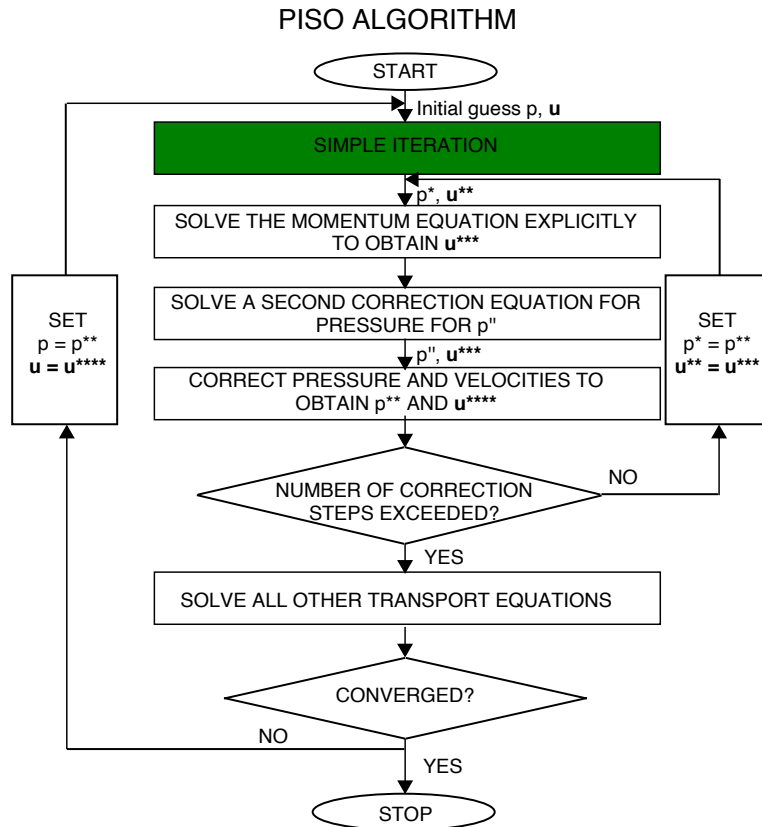 PISO ALGORITHM
START
Initial guess p, u
SIMPLE ITERATION
p*, u**
SOLVE THE MOMENTUM EQUATION EXPLICITLY
TO OBTAIN u***
SOLVE A SECOND CORRECTION EQUATION FOR
PRESSURE FOR p"
p", u***
CORRECT PRESSURE AND VELOCITIES TO
OBTAIN p** AND u****
SET
p = p**
u = u****
SET
p* = p**
u** = u***
NUMBER OF CORRECTION
STEPS EXCEEDED?
NO
YES
SOLVE ALL OTHER TRANSPORT EQUATIONS
CONVERGED?
NO
YES
STOP